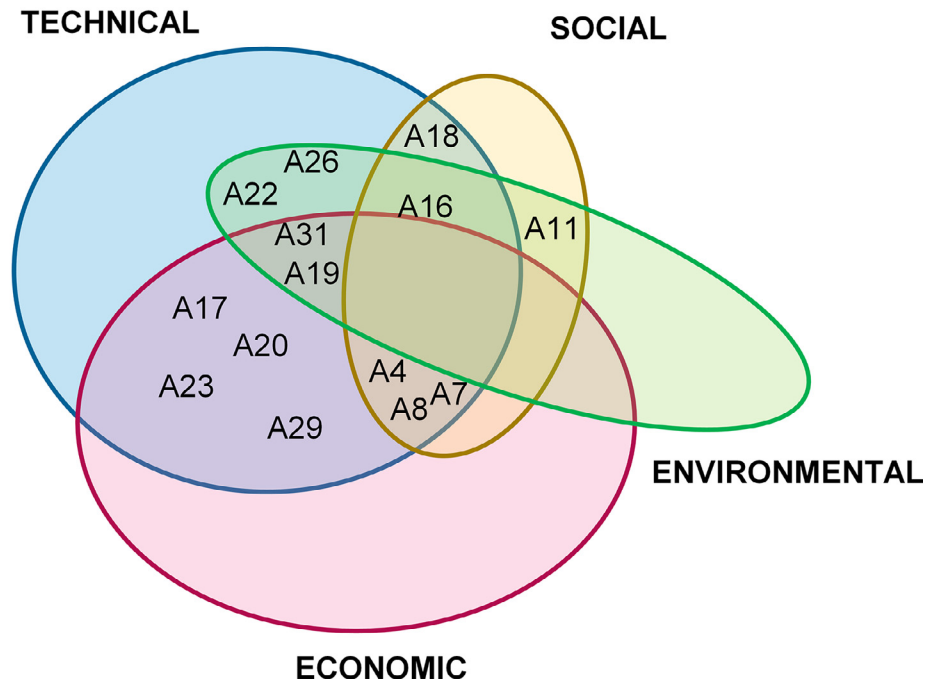 TECHNICAL
SOCIAL
A18
A26
A22
A16
A11
A31
A19
A17
A20
A4
A23
A7
A8
A29
ENVIRONMENTAL
ECONOMIC